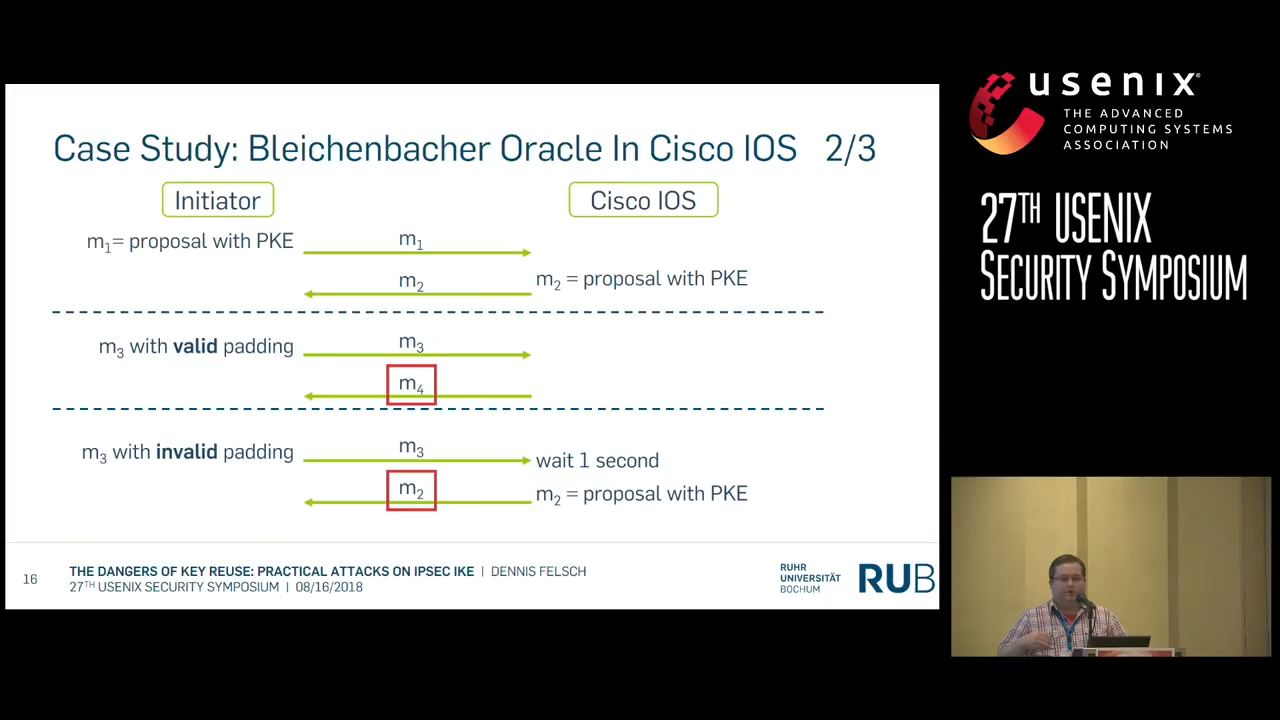 Case Study: Bleichenbacher Oracle In Cisco IOS 2/3
Initiator
Cisco IOS
m1= proposal with PKE
m1
m2
m2 = proposal with PKE
m3 with valid padding
m3
m4
m3 with invalid padding
m3
wait 1 second
m2
m2 = proposal with PKE
16
THE DANGERS OF KEY REUSE: PRACTICAL ATTACKS ON IPSEC IKE | DENNIS FELSCH
27TH USENIX SECURITY SYMPOSIUM | 08/16/2018
RUHR
UNIVERSITÄT
BOCHUM
RUB
usenix®
THE ADVANCED
COMPUTING SYSTEMS
ASSOCIATION
27TH USENIX
SECURITY SYMPOSIUM